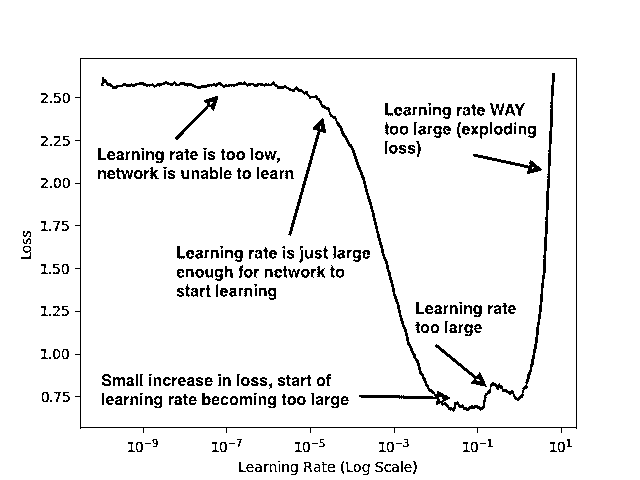 2.50
2.25
2.00
1.75
1.50
1.25
1.00
0.75
Loss
Learning rate WAY
too large (exploding
loss)
Learning rate is too low,
network is unable to learn
Learning rate is just large
enough for network to
start learning
Learning rate
too large
Small increase in loss, start of
learning rate becoming too large
10⁻⁹ 10⁻⁷ 10⁻⁵ 10⁻³ 10⁻¹ 10¹
Learning Rate (Log Scale)